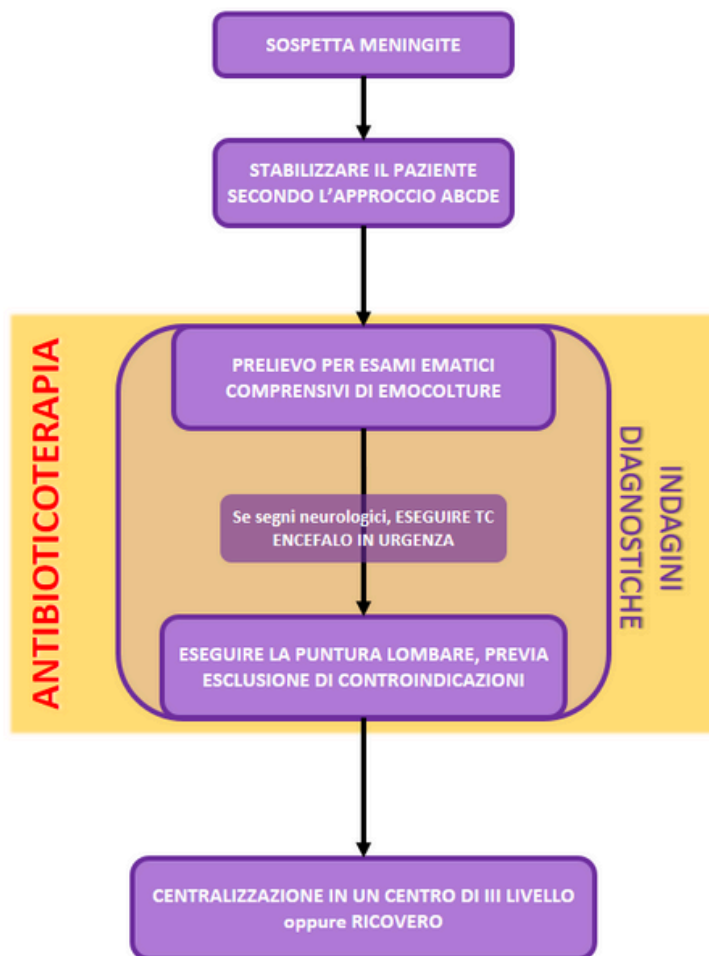 SOSPETTA MENINGITE
STABILIZZARE IL PAZIENTE
SECONDO L'APPROCCIO ABCDE
ANTIBIOTICOTERAPIA
PRELIEVO PER ESAMI EMATICI
COMPRENSIVI DI EMOCOLTURE
Se segni neurologici, ESEGUIRE TC
ENCEFALO IN URGENZA
ESEGUIRE LA PUNTURA LOMBARE, PREVIA
ESCLUSIONE DI CONTROINDICAZIONI
INDAGINI
DIAGNOSTICHE
CENTRALIZZAZIONE IN UN CENTRO DI III LIVELLO
oppure RICOVERO